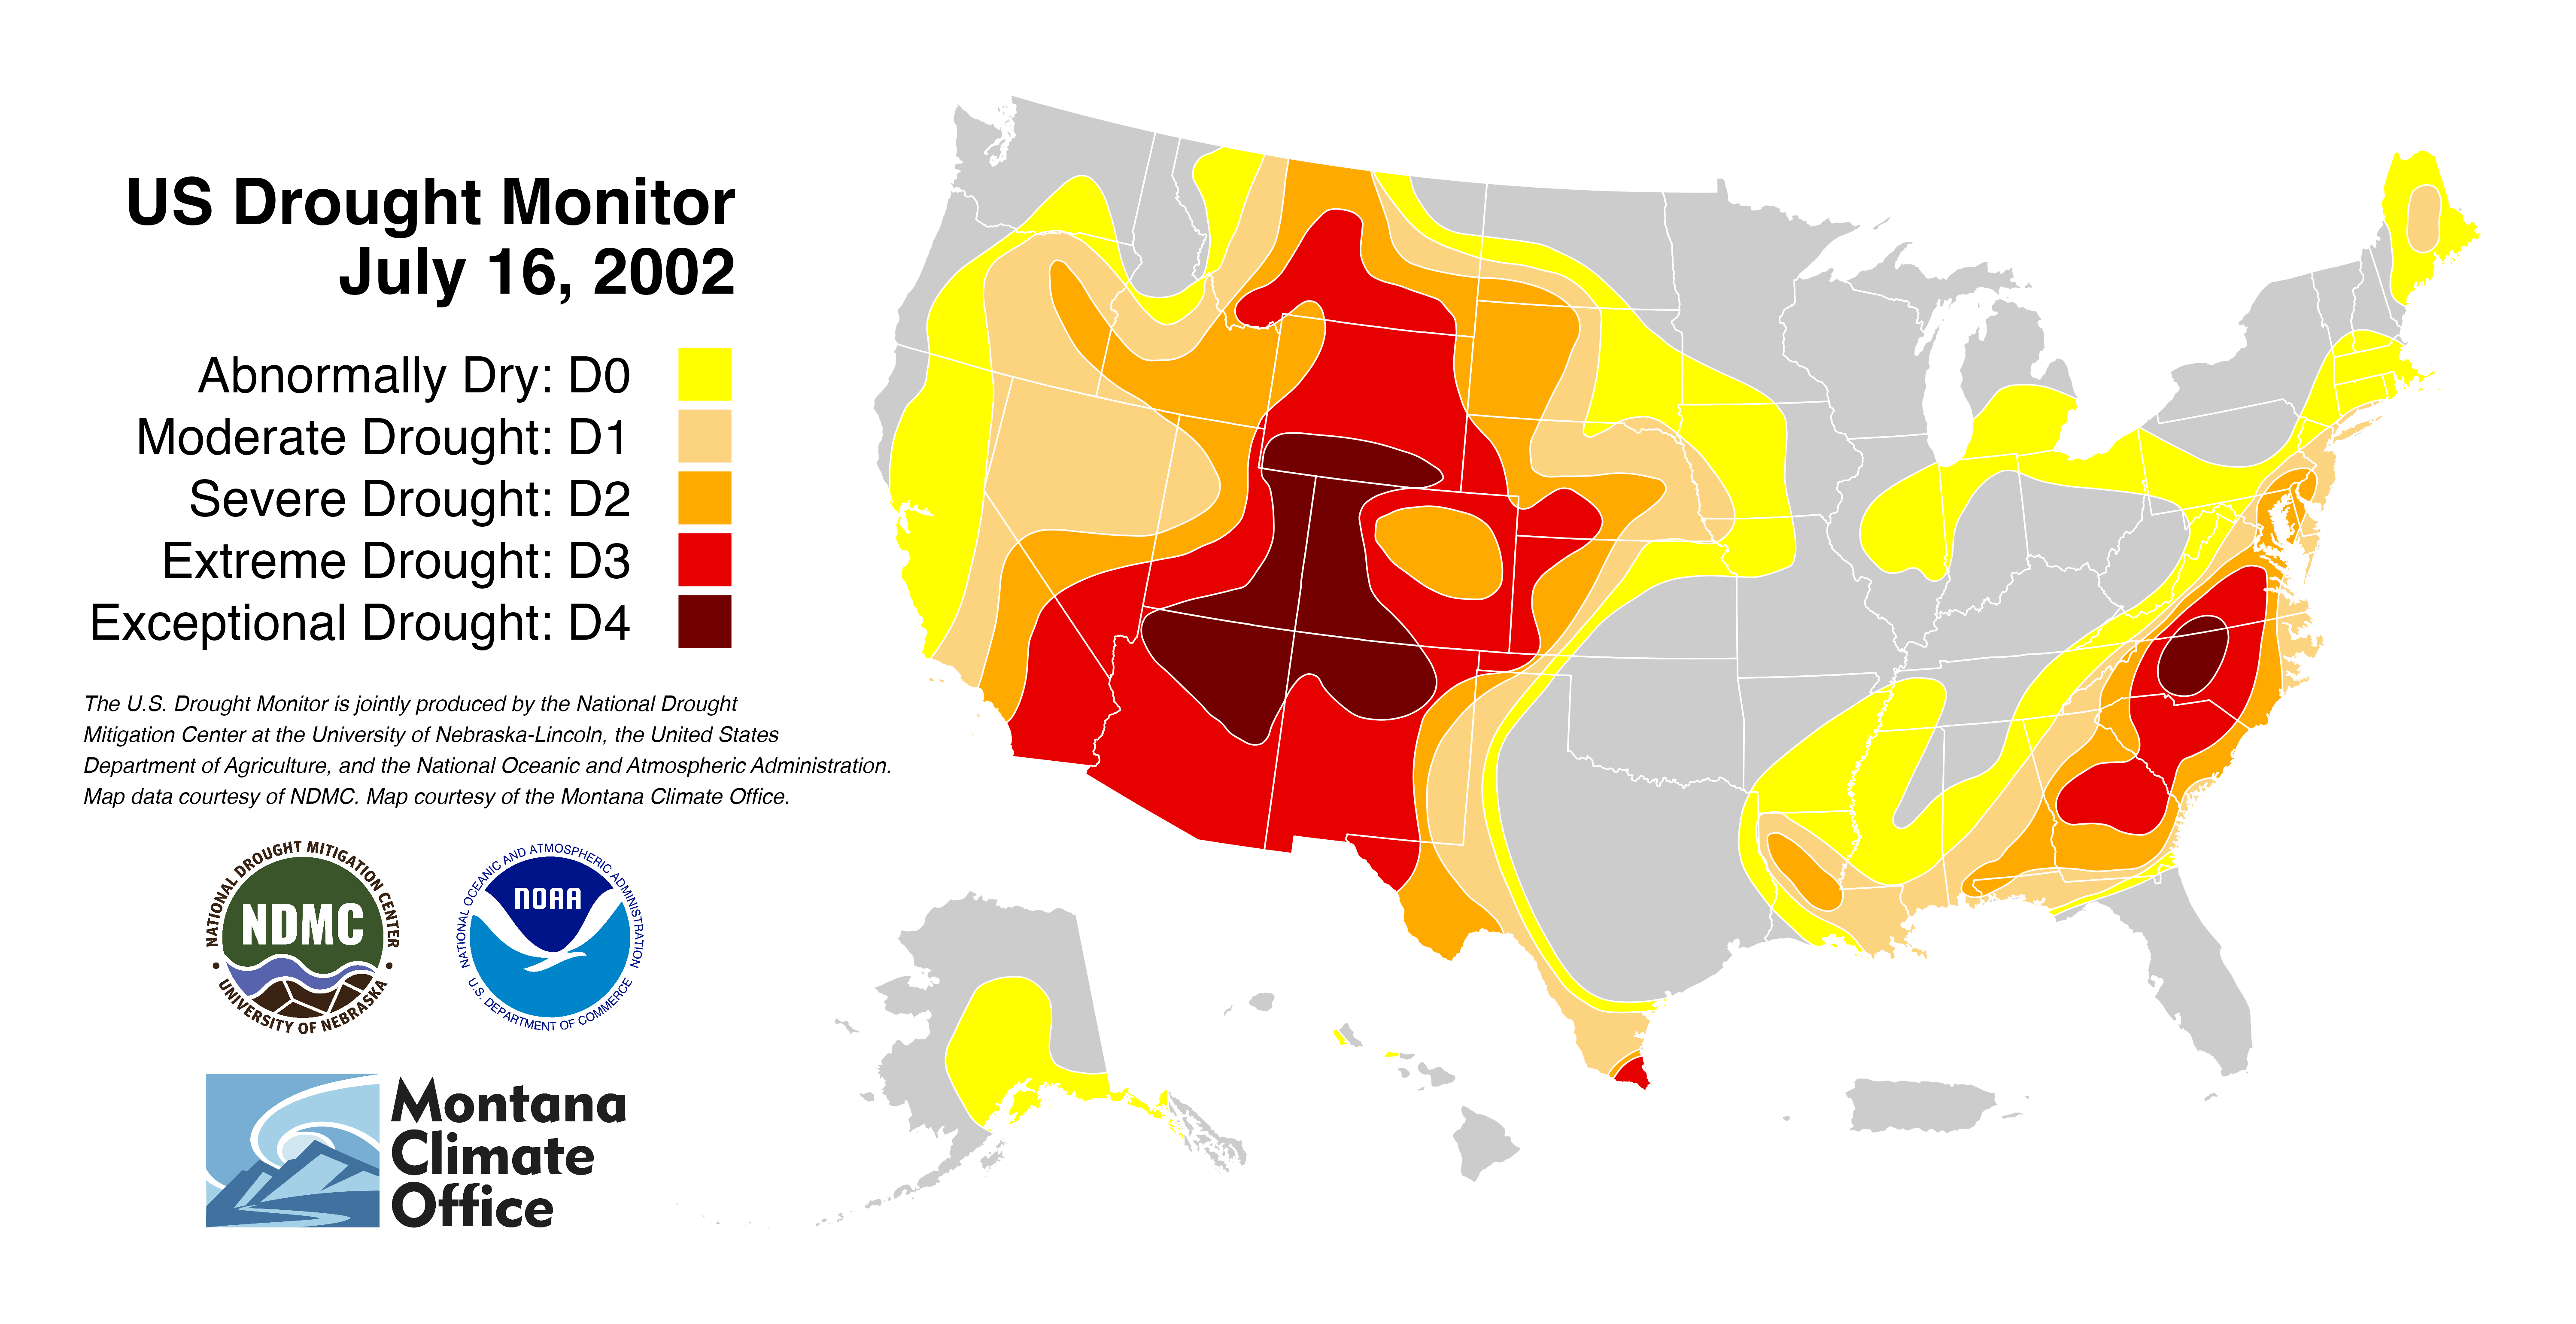 US Drought Monitor
July 16, 2002
Abnormally Dry: D0
Moderate Drought: D1
Severe Drought: D2
Extreme Drought: D3
Exceptional Drought: D4
The U.S. Drought Monitor is jointly produced by the National Drought
Mitigation Center at the University of Nebraska-Lincoln, the United States
Department of Agriculture, and the National Oceanic and Atmospheric Administration.
Map data courtesy of NDMC. Map courtesy of the Montana Climate Office.
NATIONAL DROUGHT MITIGATION CENTER
NDMC
• UNIVERSITY OF NEBRASKA •
NATIONAL OCEANIC AND ATMOSPHERIC ADMINISTRATION
NOAA
U.S. DEPARTMENT OF COMMERCE
Montana
Climate
Office